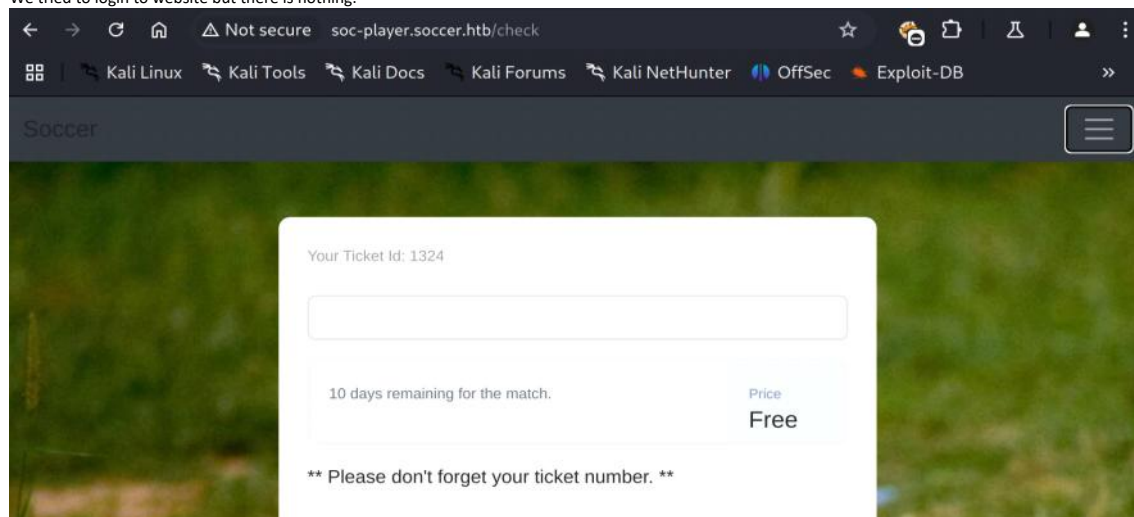 We tried to login to website but there is nothing.
Not secure soc-player.soccer.htb/check
Kali Linux Kali Tools Kali Docs Kali Forums Kali NetHunter OffSec Exploit-DB »
Soccer
Your Ticket Id: 1324
10 days remaining for the match.
Price
Free
** Please don't forget your ticket number. **